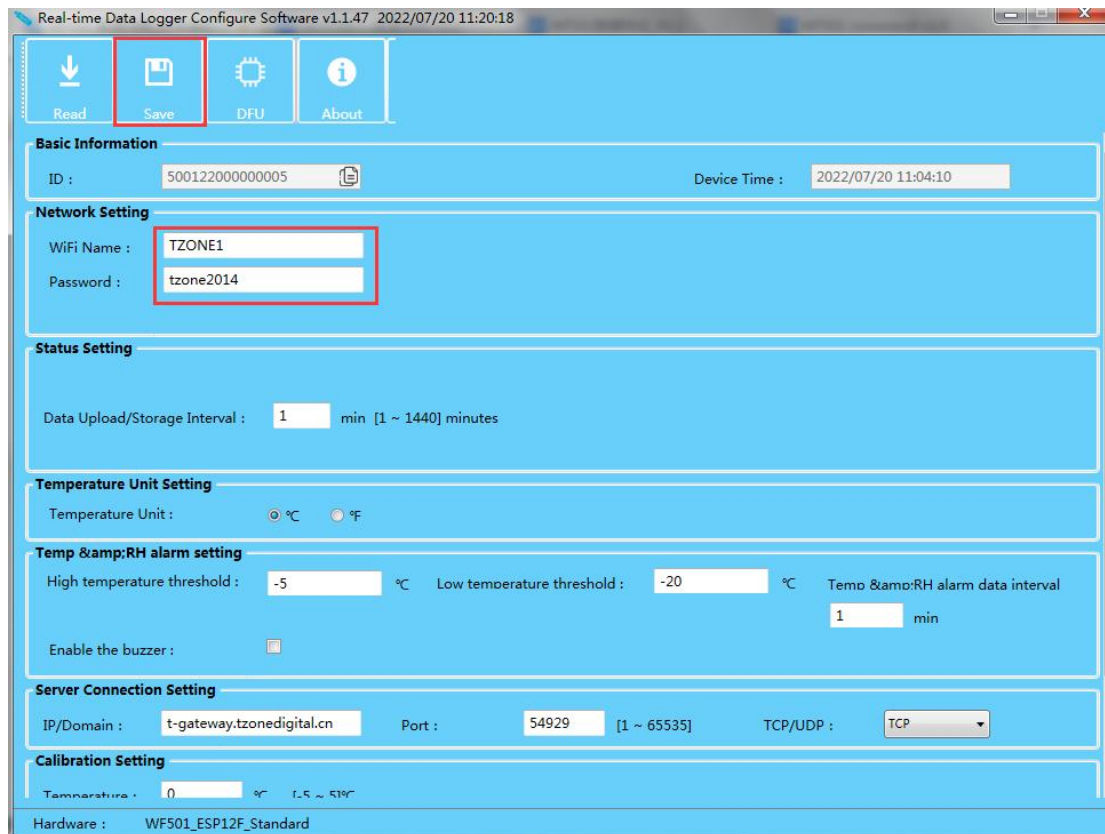 Real-time Data Logger Configure Software v1.1.47 2022/07/20 11:20:18
Read Save DFU About
Basic Information
ID : 500122000000005 Device Time : 2022/07/20 11:04:10
Network Setting
WiFi Name : TZONE1
Password : tzone2014
Status Setting
Data Upload/Storage Interval : 1 min [1 ~ 1440] minutes
Temperature Unit Setting
Temperature Unit : ℃ ℉
Temp &amp;RH alarm setting
High temperature threshold : -5 ℃ Low temperature threshold : -20 ℃ Temp &amp;RH alarm data interval
1 min
Enable the buzzer :
Server Connection Setting
IP/Domain : t-gateway.tzonedigital.cn Port : 54929 [1 ~ 65535] TCP/UDP : TCP
Calibration Setting
Temperature : 0 ℃ [-5 ~ 5]℃
Hardware : WF501_ESP12F_Standard